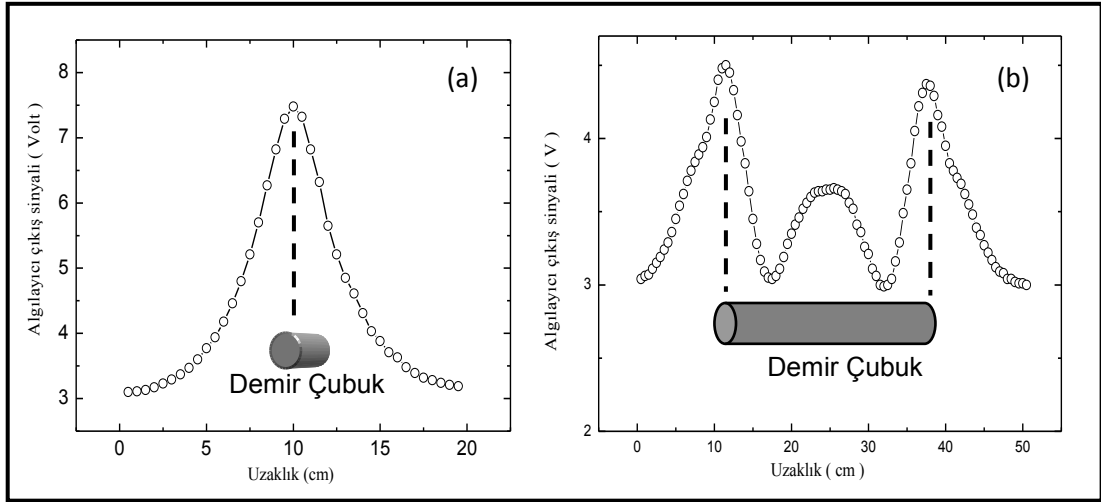 (a)
Algılayıcı çıkış sinyali ( Volt )
8
7
6
5
4
3
0
5
10
15
20
Uzaklık (cm)
Demir Çubuk
(b)
Algılayıcı çıkış sinyali ( V )
4
3
2
0
10
20
30
40
50
Uzaklık ( cm )
Demir Çubuk